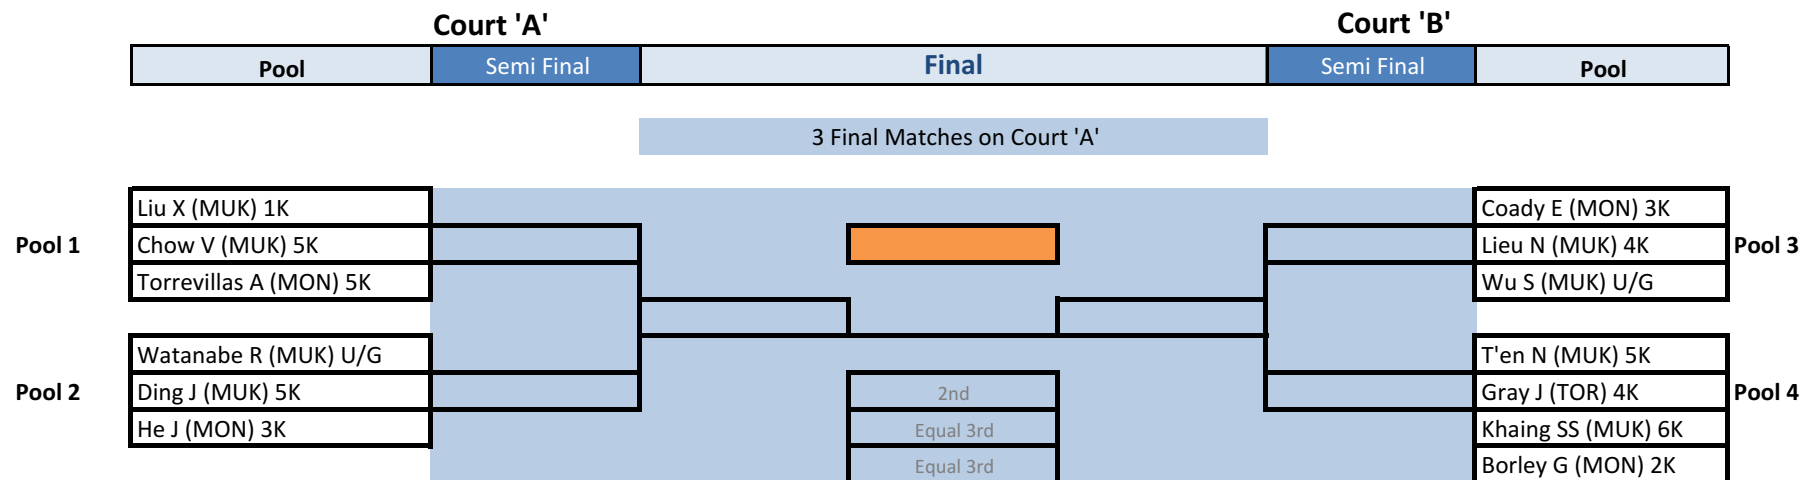 Court 'A'
Court 'B'
Pool
Semi Final
Final
Semi Final
Pool
3 Final Matches on Court 'A'
Pool 1
Liu X (MUK) 1K
Chow V (MUK) 5K
Torrevillas A (MON) 5K
Coady E (MON) 3K
Lieu N (MUK) 4K
Wu S (MUK) U/G
Pool 3
Pool 2
Watanabe R (MUK) U/G
Ding J (MUK) 5K
He J (MON) 3K
2nd
Equal 3rd
Equal 3rd
T'en N (MUK) 5K
Gray J (TOR) 4K
Khaing SS (MUK) 6K
Borley G (MON) 2K
Pool 4